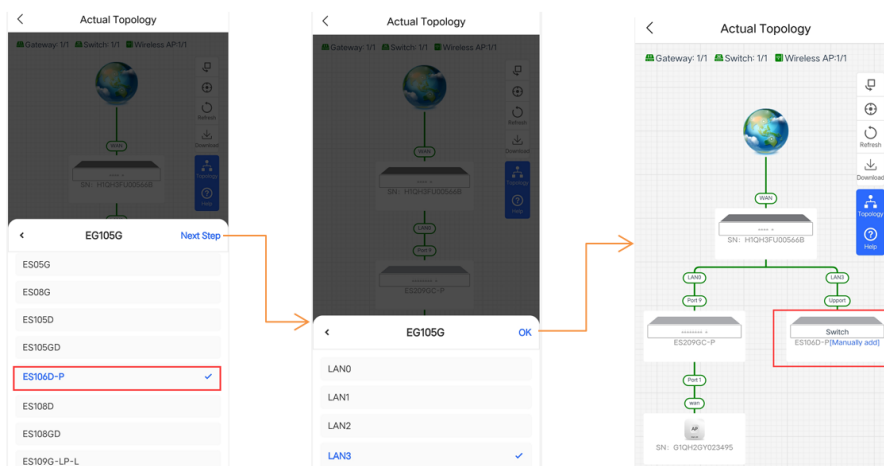 Actual Topology
Gateway: 1/1 Switch: 1/1 Wireless AP:1/1
Refresh
Download
WAN
SN: H1QH3FU00566B
Topology
Help
EG105G
Next Step
ES05G
ES08G
ES105D
ES105GD
ES106D-P
ES108D
ES108GD
ES109G-LP-L
Actual Topology
Gateway: 1/1 Switch: 1/1 Wireless AP:1/1
Refresh
Download
WAN
SN: H1QH3FU00566B
Topology
Help
LAN0
Port 9
ES209GC-P
EG105G
OK
LAN0
LAN1
LAN2
LAN3
Actual Topology
Gateway: 1/1 Switch: 1/1 Wireless AP:1/1
Refresh
Download
WAN
Topology
SN: H1QH3FU00566B
Help
LAN0
LAN3
Port 9
Upport
Switch
ES209GC-P
ES106D-P(Manually add)
Port 1
wan
AP
SN: G1QH2GY023495